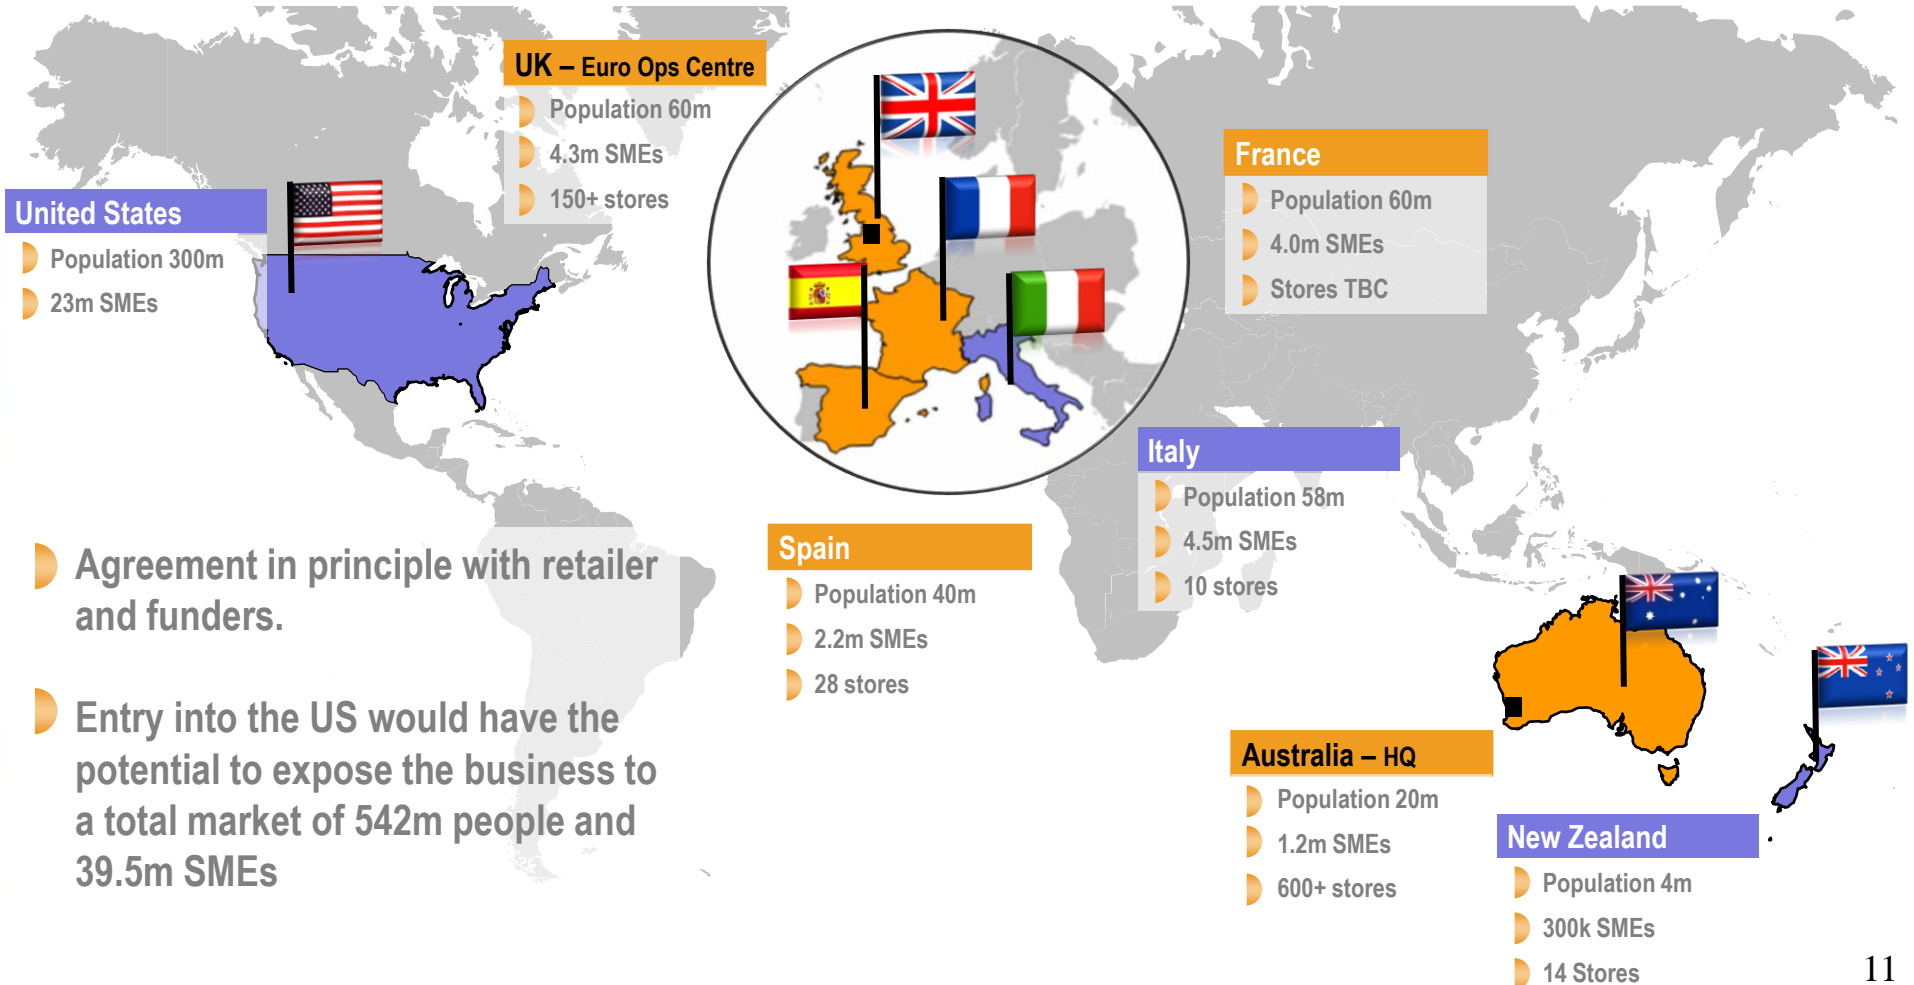 UK – Euro Ops Centre
Population 60m
4.3m SMEs
150+ stores
United States
Population 300m
23m SMEs
France
Population 60m
4.0m SMEs
Stores TBC
Italy
Population 58m
4.5m SMEs
10 stores
Spain
Population 40m
2.2m SMEs
28 stores
Agreement in principle with retailer
and funders.
Entry into the US would have the
potential to expose the business to
a total market of 542m people and
39.5m SMEs
Australia – HQ
Population 20m
1.2m SMEs
600+ stores
New Zealand
Population 4m
300k SMEs
14 Stores
11